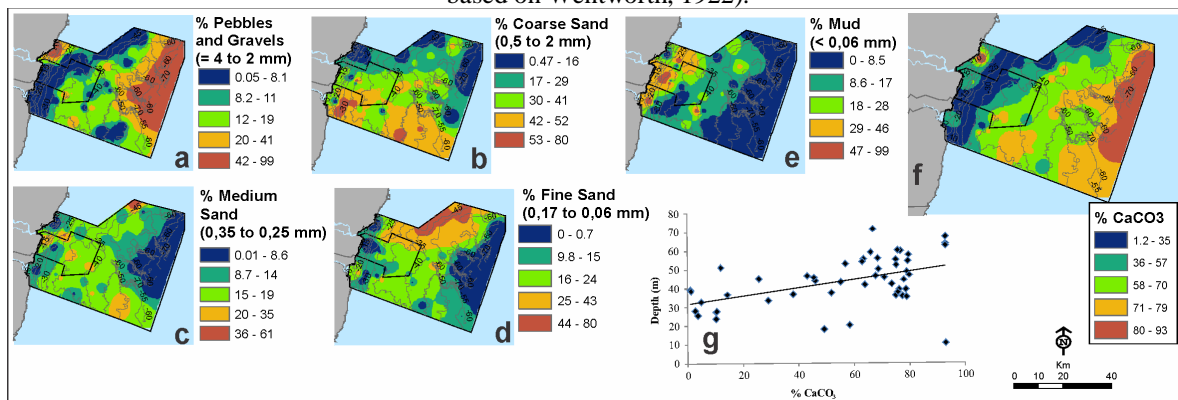 based on Wentworth, 1922).
% Pebbles
and Gravels
(= 4 to 2 mm)
0.05 - 8.1
8.2 - 11
12 - 19
20 - 41
42 - 99
a
% Coarse Sand
(0,5 to 2 mm)
0.47 - 16
17 - 29
30 - 41
42 - 52
53 - 80
b
% Mud
(< 0,06 mm)
0 - 8.5
8.6 - 17
18 - 28
29 - 46
47 - 99
e
f
% Medium
Sand
(0,35 to 0,25 mm)
0.01 - 8.6
8.7 - 14
15 - 19
20 - 35
36 - 61
c
% Fine Sand
(0,17 to 0,06 mm)
0 - 0.7
9.8 - 15
16 - 24
25 - 43
44 - 80
d
80
70
60
50
40
30
20
10
0
Depth (m)
g
0 20 40 60 80 100
% CaCO3
% CaCO3
1.2 - 35
36 - 57
58 - 70
71 - 79
80 - 93
N
Km
0 10 20 40